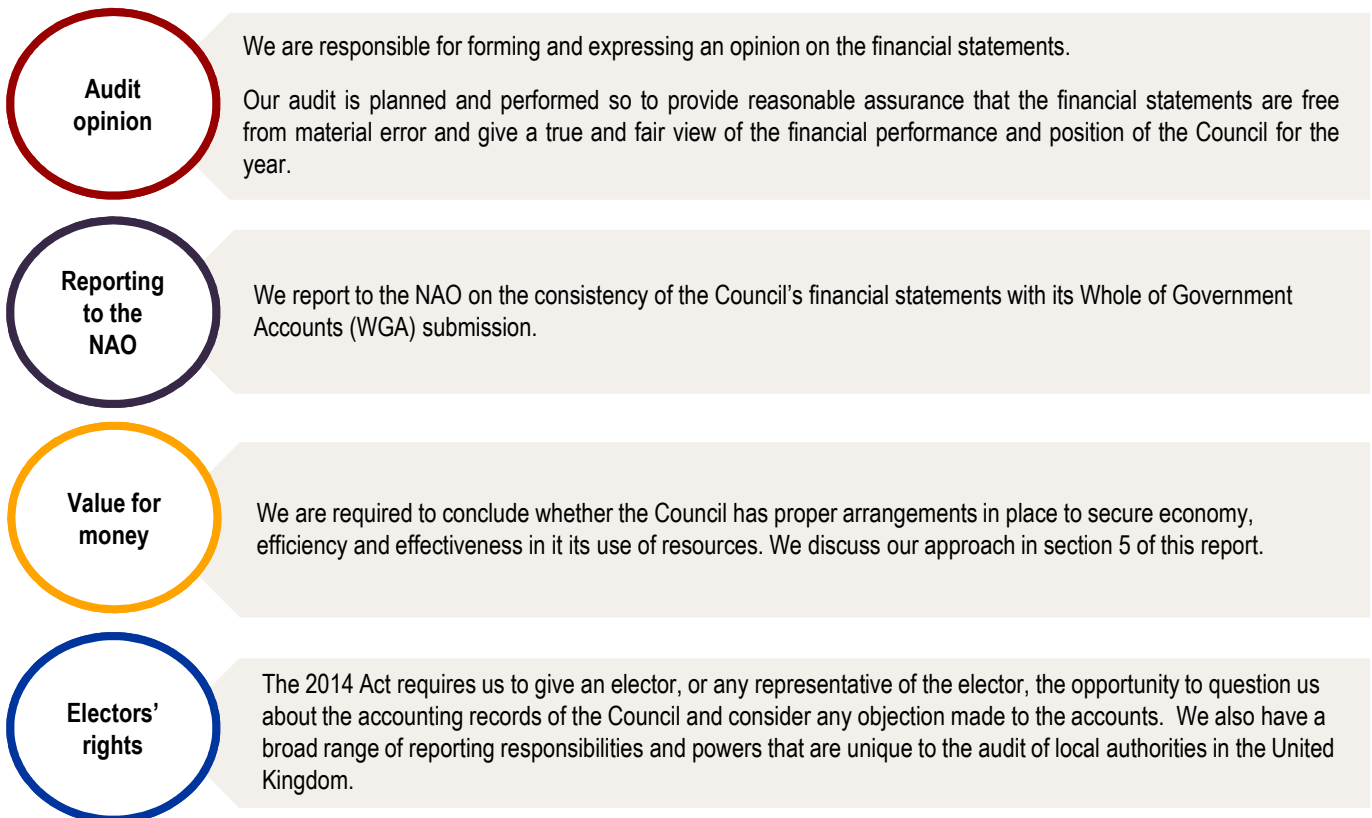 Audit
opinion
We are responsible for forming and expressing an opinion on the financial statements.
Our audit is planned and performed so to provide reasonable assurance that the financial statements are free
from material error and give a true and fair view of the financial performance and position of the Council for the
year.
Reporting
to the
NAO
We report to the NAO on the consistency of the Council’s financial statements with its Whole of Government
Accounts (WGA) submission.
Value for
money
We are required to conclude whether the Council has proper arrangements in place to secure economy,
efficiency and effectiveness in it its use of resources. We discuss our approach in section 5 of this report.
Electors’
rights
The 2014 Act requires us to give an elector, or any representative of the elector, the opportunity to question us
about the accounting records of the Council and consider any objection made to the accounts.  We also have a
broad range of reporting responsibilities and powers that are unique to the audit of local authorities in the United
Kingdom.